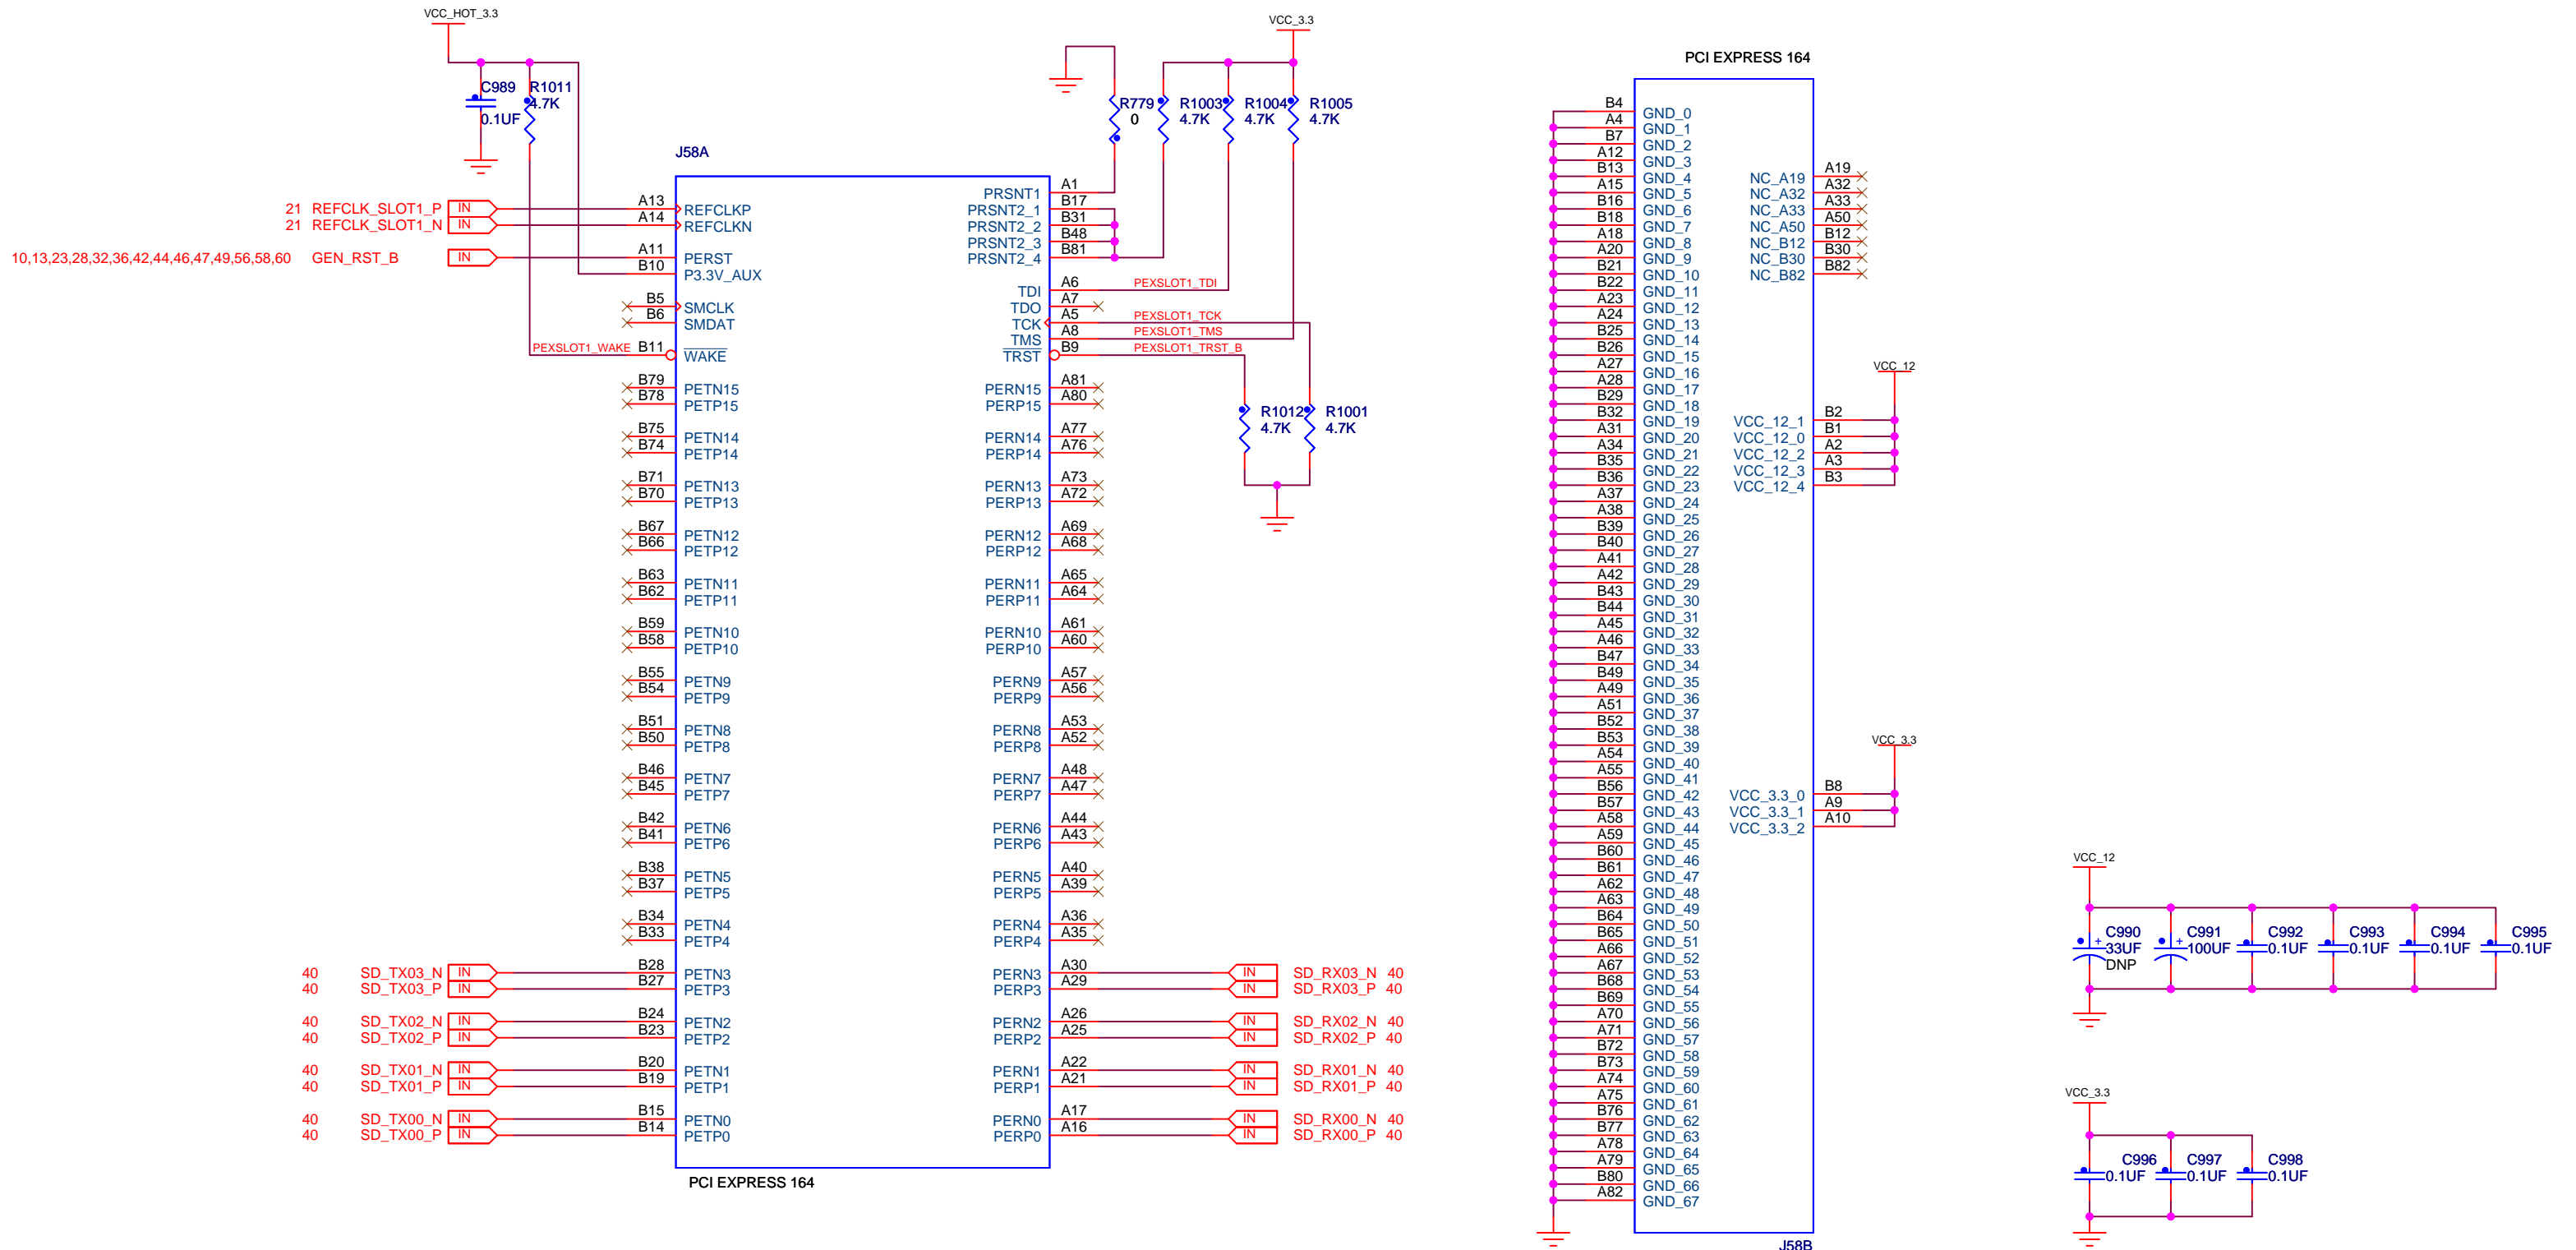 VCC_HOT_3.3
C989
0.1UF
R1011
4.7K
VCC_3.3
R779
0
R1003
4.7K
R1004
4.7K
R1005
4.7K
J58A
21 REFCLK_SLOT1_P IN A13 REFCLKP
21 REFCLK_SLOT1_N IN A14 REFCLKN
10,13,23,28,32,36,42,44,46,47,49,56,58,60 GEN_RST_B IN A11 PERST
B10 P3.3V_AUX
B5 SMCLK
B6 SMDAT
PEXSLOT1_WAKE B11 WAKE
B79 PETN15
B78 PETP15
B75 PETN14
B74 PETP14
B71 PETN13
B70 PETP13
B67 PETN12
B66 PETP12
B63 PETN11
B62 PETP11
B59 PETN10
B58 PETP10
B55 PETN9
B54 PETP9
B51 PETN8
B50 PETP8
B46 PETN7
B45 PETP7
B42 PETN6
B41 PETP6
B38 PETN5
B37 PETP5
B34 PETN4
B33 PETP4
40 SD_TX03_N IN B28 PETN3
40 SD_TX03_P IN B27 PETP3
40 SD_TX02_N IN B24 PETN2
40 SD_TX02_P IN B23 PETP2
40 SD_TX01_N IN B20 PETN1
40 SD_TX01_P IN B19 PETP1
40 SD_TX00_N IN B15 PETN0
40 SD_TX00_P IN B14 PETP0
PRSNT1 A1
PRSNT2_1 B17
PRSNT2_2 B31
PRSNT2_3 B48
PRSNT2_4 B81
TDI A6 PEXSLOT1_TDI
TDO A7
TCK A5 PEXSLOT1_TCK
TMS A8 PEXSLOT1_TMS
TRST B9 PEXSLOT1_TRST_B
R1012
4.7K
R1001
4.7K
PERN15 A81
PERP15 A80
PERN14 A77
PERP14 A76
PERN13 A73
PERP13 A72
PERN12 A69
PERP12 A68
PERN11 A65
PERP11 A64
PERN10 A61
PERP10 A60
PERN9 A57
PERP9 A56
PERN8 A53
PERP8 A52
PERN7 A48
PERP7 A47
PERN6 A44
PERP6 A43
PERN5 A40
PERP5 A39
PERN4 A36
PERP4 A35
PERN3 A30 IN SD_RX03_N 40
PERP3 A29 IN SD_RX03_P 40
PERN2 A26 IN SD_RX02_N 40
PERP2 A25 IN SD_RX02_P 40
PERN1 A22 IN SD_RX01_N 40
PERP1 A21 IN SD_RX01_P 40
PERN0 A17 IN SD_RX00_N 40
PERP0 A16 IN SD_RX00_P 40
PCI EXPRESS 164
PCI EXPRESS 164
B4 GND_0
A4 GND_1
B7 GND_2
A12 GND_3
B13 GND_4
A15 GND_5
B16 GND_6
B18 GND_7
A18 GND_8
A20 GND_9
B21 GND_10
B22 GND_11
A23 GND_12
A24 GND_13
B25 GND_14
B26 GND_15
A27 GND_16
A28 GND_17
B29 GND_18
B32 GND_19
A31 GND_20
A34 GND_21
B35 GND_22
B36 GND_23
A37 GND_24
A38 GND_25
B39 GND_26
B40 GND_27
A41 GND_28
A42 GND_29
B43 GND_30
B44 GND_31
A45 GND_32
A46 GND_33
B47 GND_34
B49 GND_35
A49 GND_36
A51 GND_37
B52 GND_38
B53 GND_39
A54 GND_40
A55 GND_41
B56 GND_42
B57 GND_43
A58 GND_44
A59 GND_45
B60 GND_46
B61 GND_47
A62 GND_48
A63 GND_49
B64 GND_50
B65 GND_51
A66 GND_52
A67 GND_53
B68 GND_54
B69 GND_55
A70 GND_56
A71 GND_57
B72 GND_58
B73 GND_59
A74 GND_60
A75 GND_61
B76 GND_62
B77 GND_63
A78 GND_64
A79 GND_65
B80 GND_66
A82 GND_67
NC_A19 A19
NC_A32 A32
NC_A33 A33
NC_A50 A50
NC_B12 B12
NC_B30 B30
NC_B82 B82
VCC_12
VCC_12_1 B2
VCC_12_0 B1
VCC_12_2 A2
VCC_12_3 A3
VCC_12_4 B3
VCC_3.3
VCC_3.3_0 B8
VCC_3.3_1 A9
VCC_3.3_2 A10
J58B
VCC_12
+ +
C990 C991 C992 C993 C994 C995
33UF 100UF 0.1UF 0.1UF 0.1UF 0.1UF
DNP
VCC_3.3
C996 C997 C998
0.1UF 0.1UF 0.1UF